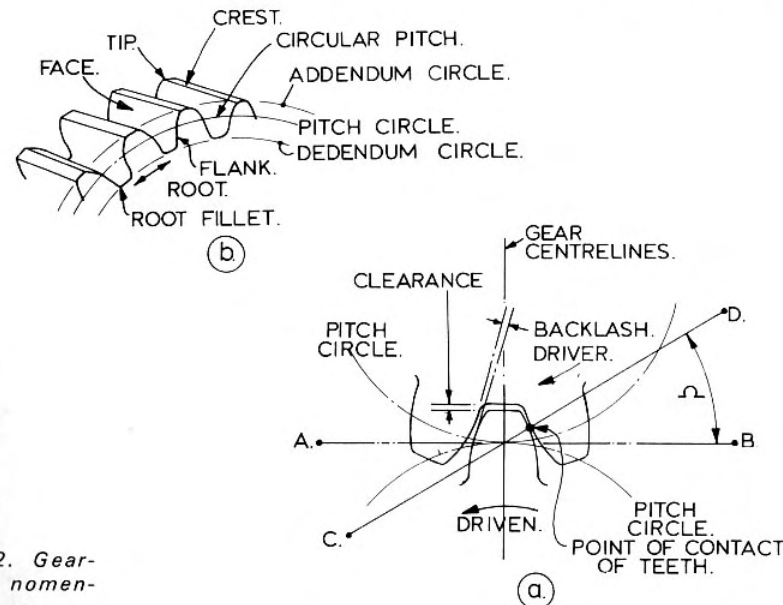 CREST.
TIP.
CIRCULAR PITCH.
FACE.
ADDENDUM CIRCLE.
PITCH CIRCLE.
DEDENDUM CIRCLE.
FLANK.
ROOT.
ROOT FILLET.
b.
GEAR
CENTRELINES.
CLEARANCE
D.
PITCH
CIRCLE.
BACKLASH.
DRIVER.
Ω
A.
B.
C.
DRIVEN.
PITCH
CIRCLE.
POINT OF CONTACT
OF TEETH.
a.
2. Gear-
nomen-